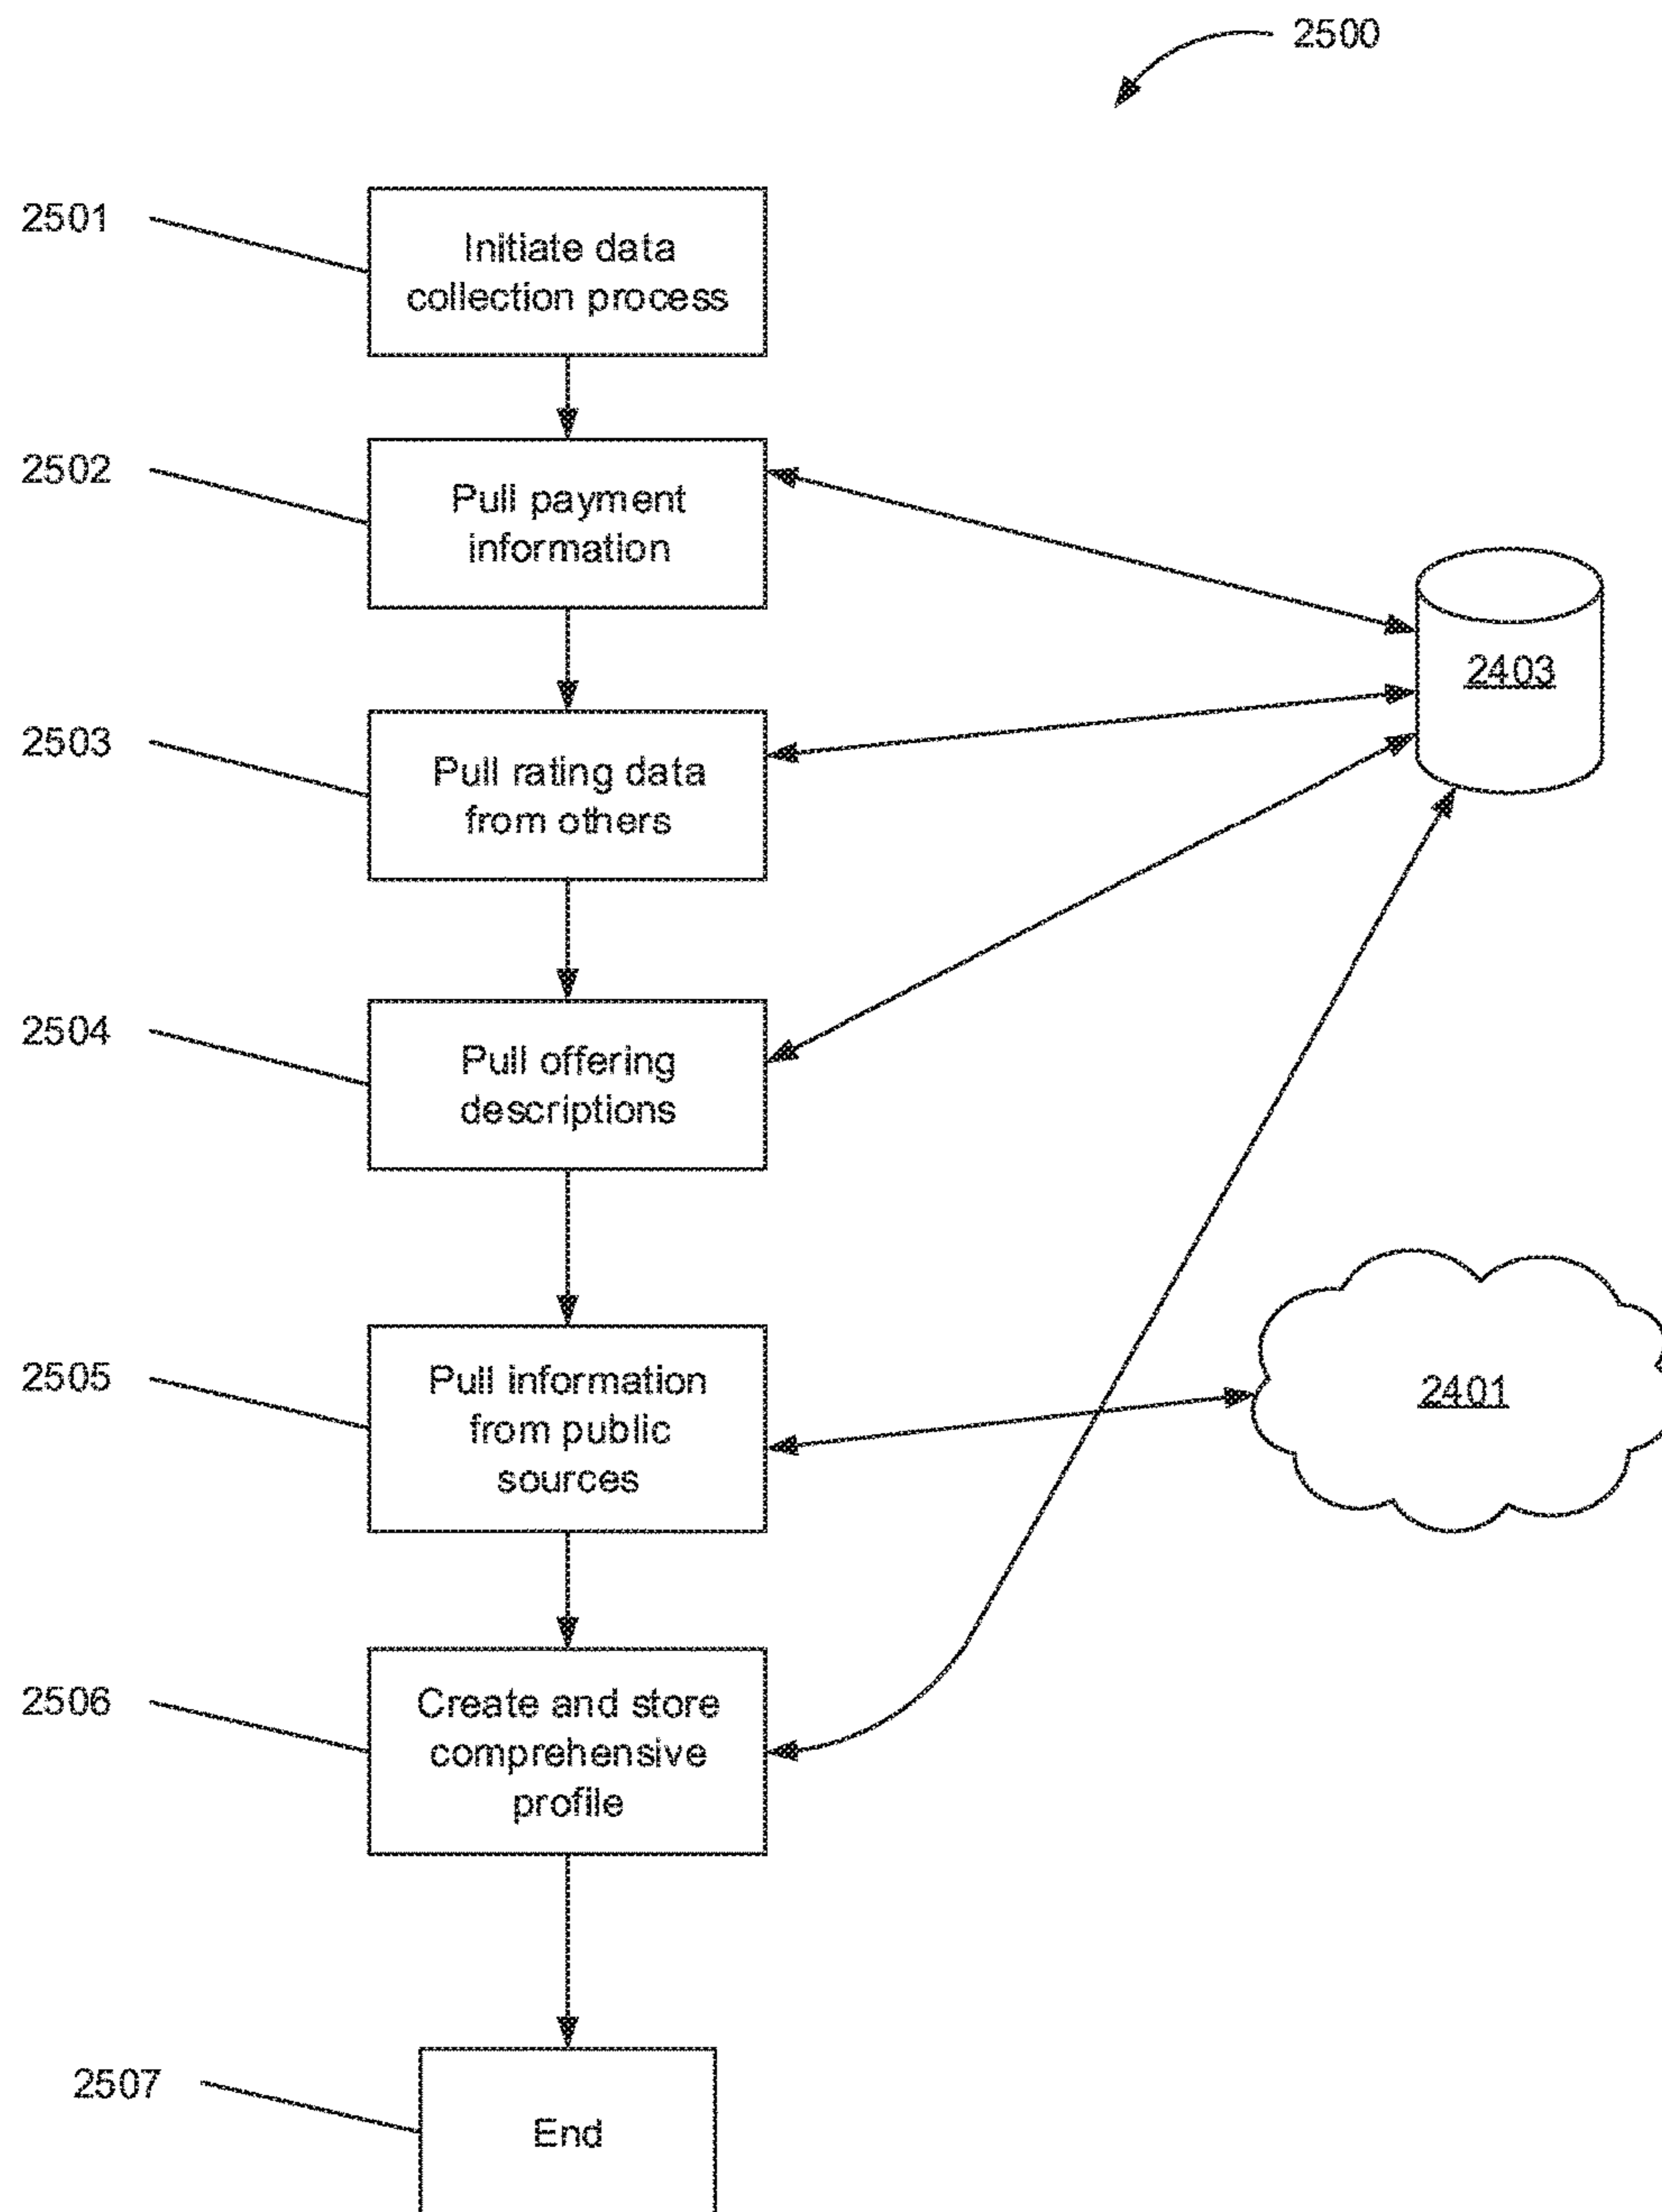 2500
2501
Initiate data
collection process
2502
Pull payment
information
2403
2503
Pull rating data
from others
2504
Pull offering
descriptions
2505
Pull information
from public
sources
2401
2506
Create and store
comprehensive
profile
2507
End